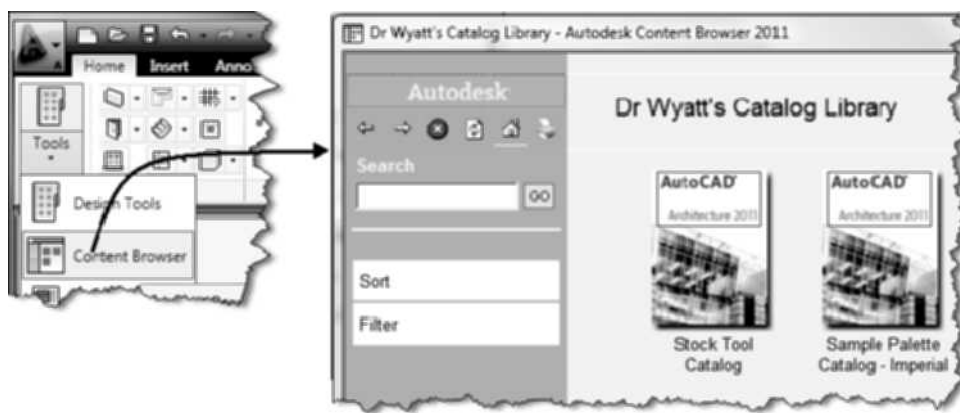 Home Insert Anno
Tools
Design Tools
Content Browser
Dr Wyatt's Catalog Library - Autodesk Content Browser 2011
Autodesk
Search
GO
Sort
Filter
Dr Wyatt's Catalog Library
AutoCAD
Architecture 2011
Stock Tool
Catalog
AutoCAD
Architecture 2011
Sample Palette
Catalog - Imperial